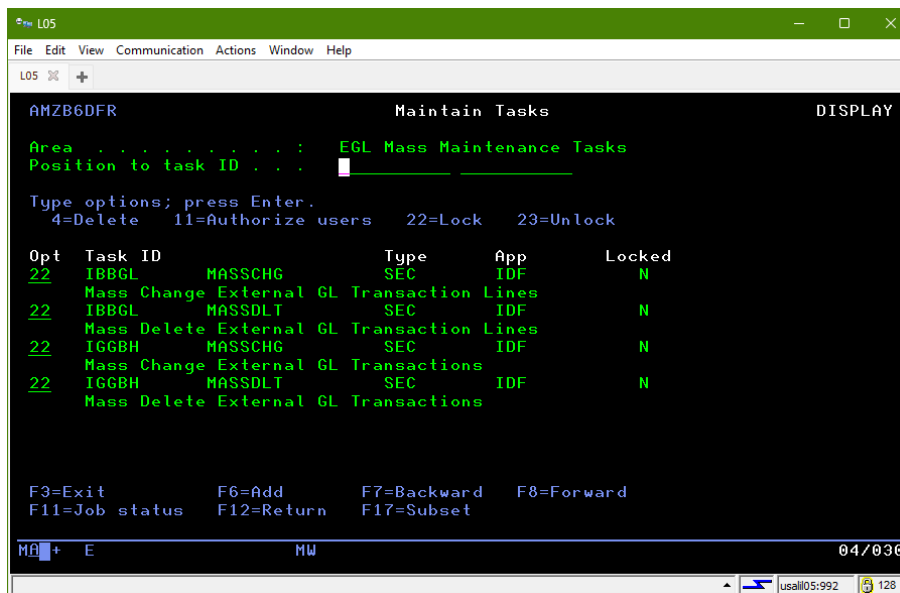 L05
File Edit View Communication Actions Window Help
L05
AMZB6DFR Maintain Tasks DISPLAY
Area . . . . . . . . . . : EGL Mass Maintenance Tasks
Position to task ID . . .
Type options; press Enter.
4=Delete 11=Authorize users 22=Lock 23=Unlock
Opt Task ID Type App Locked
22 IBBGL MASSCHG SEC IDF N
Mass Change External GL Transaction Lines
22 IBBGL MASSDLT SEC IDF N
Mass Delete External GL Transaction Lines
22 IGGBH MASSCHG SEC IDF N
Mass Change External GL Transactions
22 IGGBH MASSDLT SEC IDF N
Mass Delete External GL Transactions
F3=Exit F6=Add F7=Backward F8=Forward
F11=Job status F12=Return F17=Subset
MA + E MW 04/030
usalil05:992 128